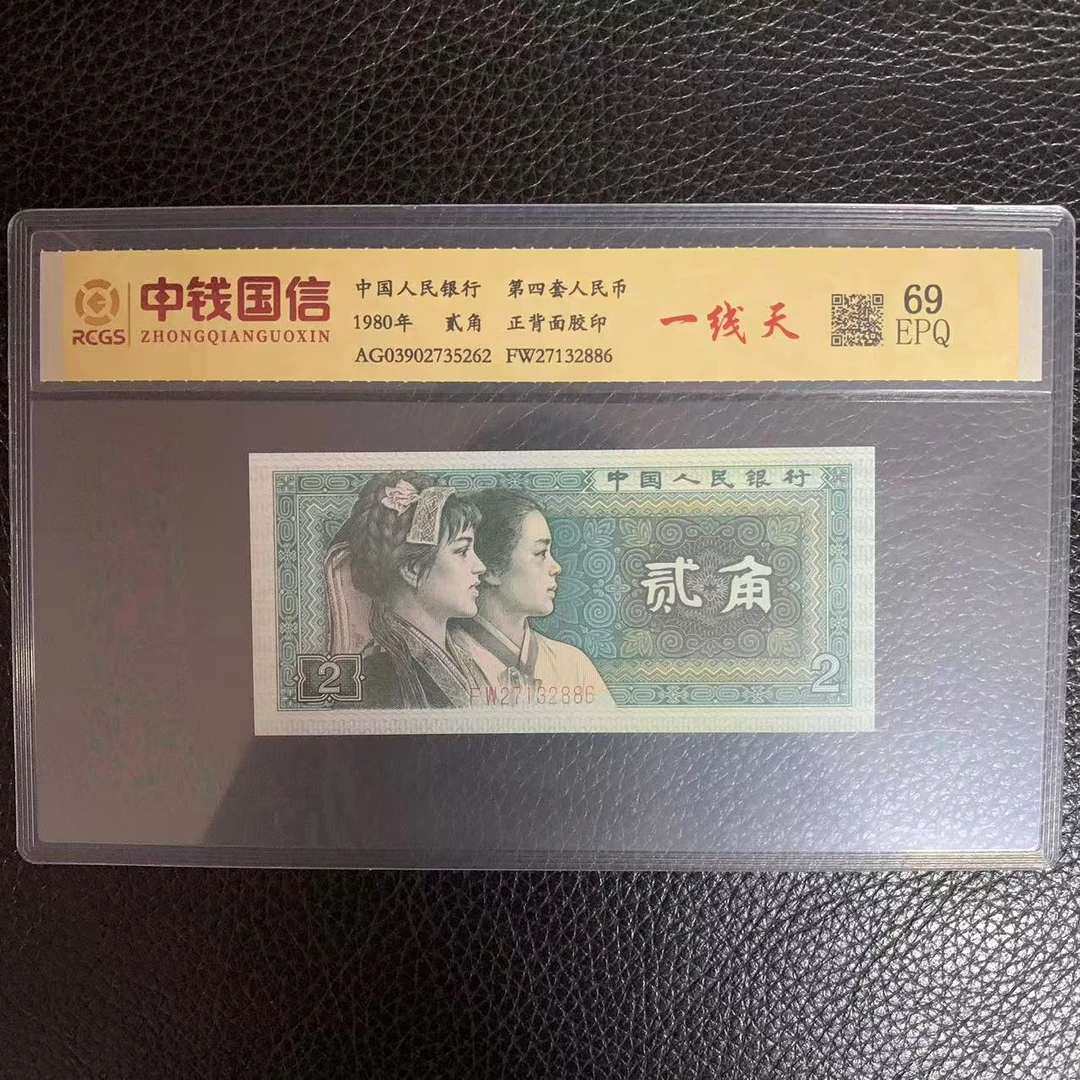 中钱国信
RCGS ZHONGQIANGUOXIN
中国人民银行 第四套人民币
1980年 贰角 正背面胶印
AG03902735262 FW27132886
一线天
69
EPQ
中国人民银行
贰角
2
2
FW27132886